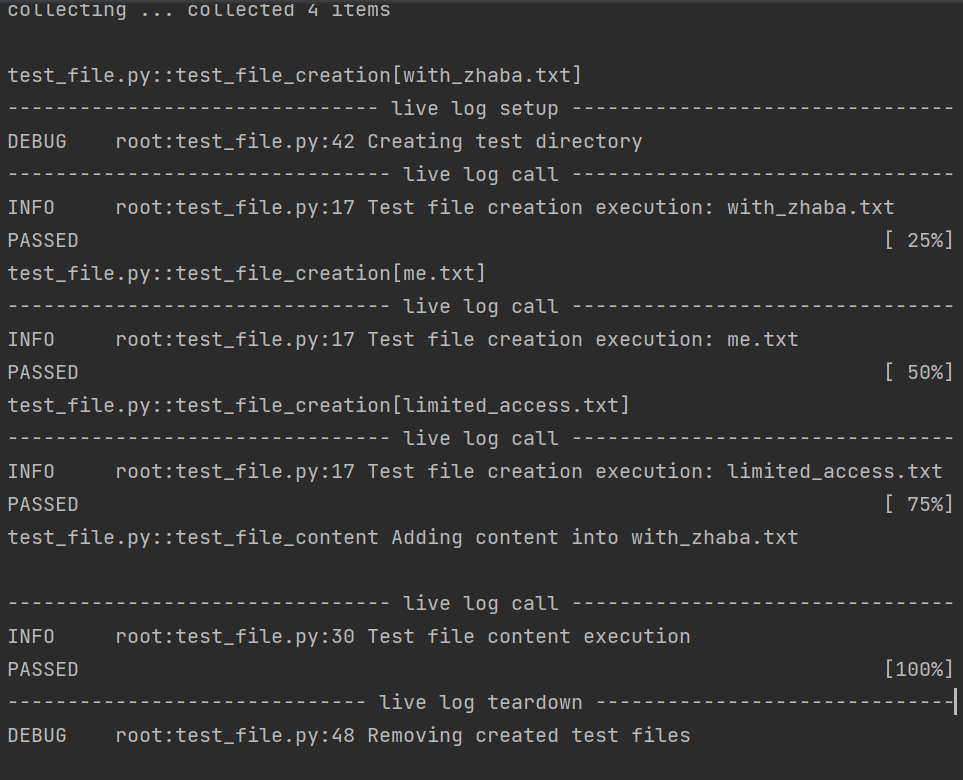 collecting ... collected 4 items
test_file.py::test_file_creation[with_zhaba.txt]
------------------------------- live log setup --------------------------------
DEBUG    root:test_file.py:42 Creating test directory
-------------------------------- live log call --------------------------------
INFO     root:test_file.py:17 Test file creation execution: with_zhaba.txt
PASSED                                                                   [ 25%]
test_file.py::test_file_creation[me.txt]
-------------------------------- live log call --------------------------------
INFO     root:test_file.py:17 Test file creation execution: me.txt
PASSED                                                                   [ 50%]
test_file.py::test_file_creation[limited_access.txt]
-------------------------------- live log call --------------------------------
INFO     root:test_file.py:17 Test file creation execution: limited_access.txt
PASSED                                                                   [ 75%]
test_file.py::test_file_content Adding content into with_zhaba.txt
-------------------------------- live log call --------------------------------
INFO     root:test_file.py:30 Test file content execution
PASSED                                                                   [100%]
------------------------------ live log teardown ------------------------------
DEBUG    root:test_file.py:48 Removing created test files